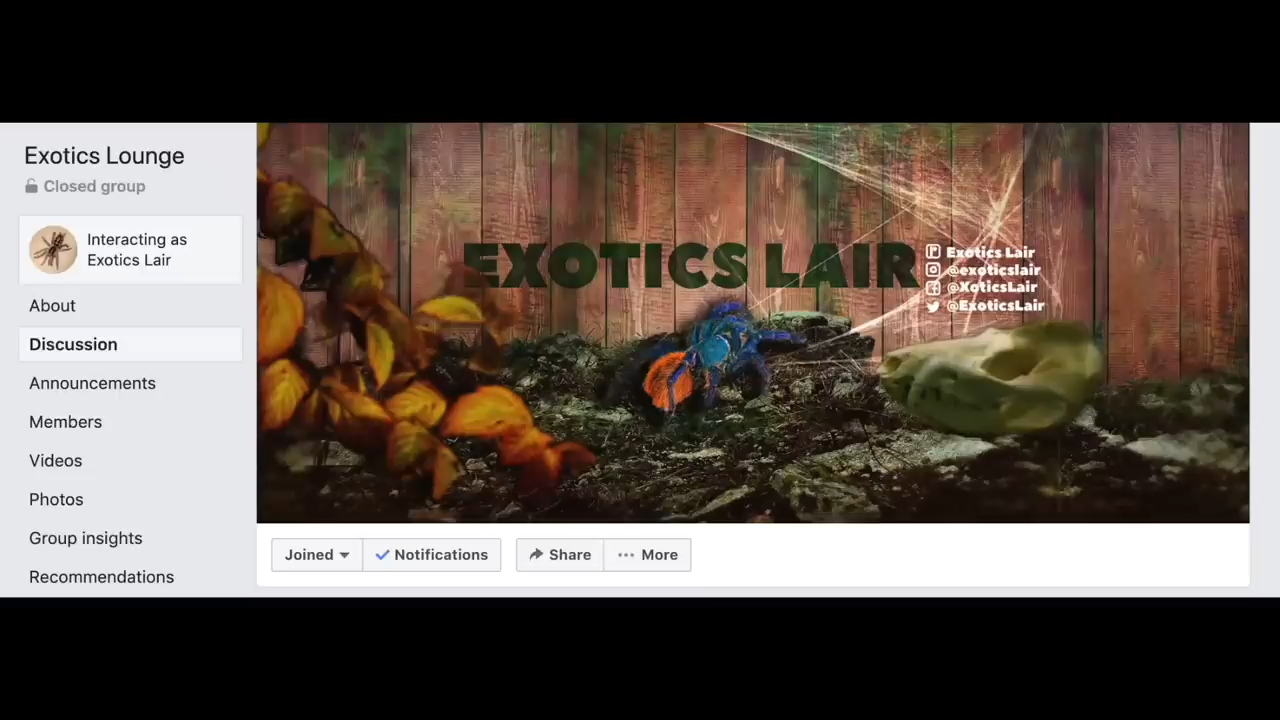 Exotics Lounge
Closed group
Interacting as
Exotics Lair
About
Discussion
Announcements
Members
Videos
Photos
Group insights
Recommendations
EXOTICS LAIR
Exotics Lair
@exoticslair
@XoticsLair
@ExoticsLair
Joined
Notifications
Share
More